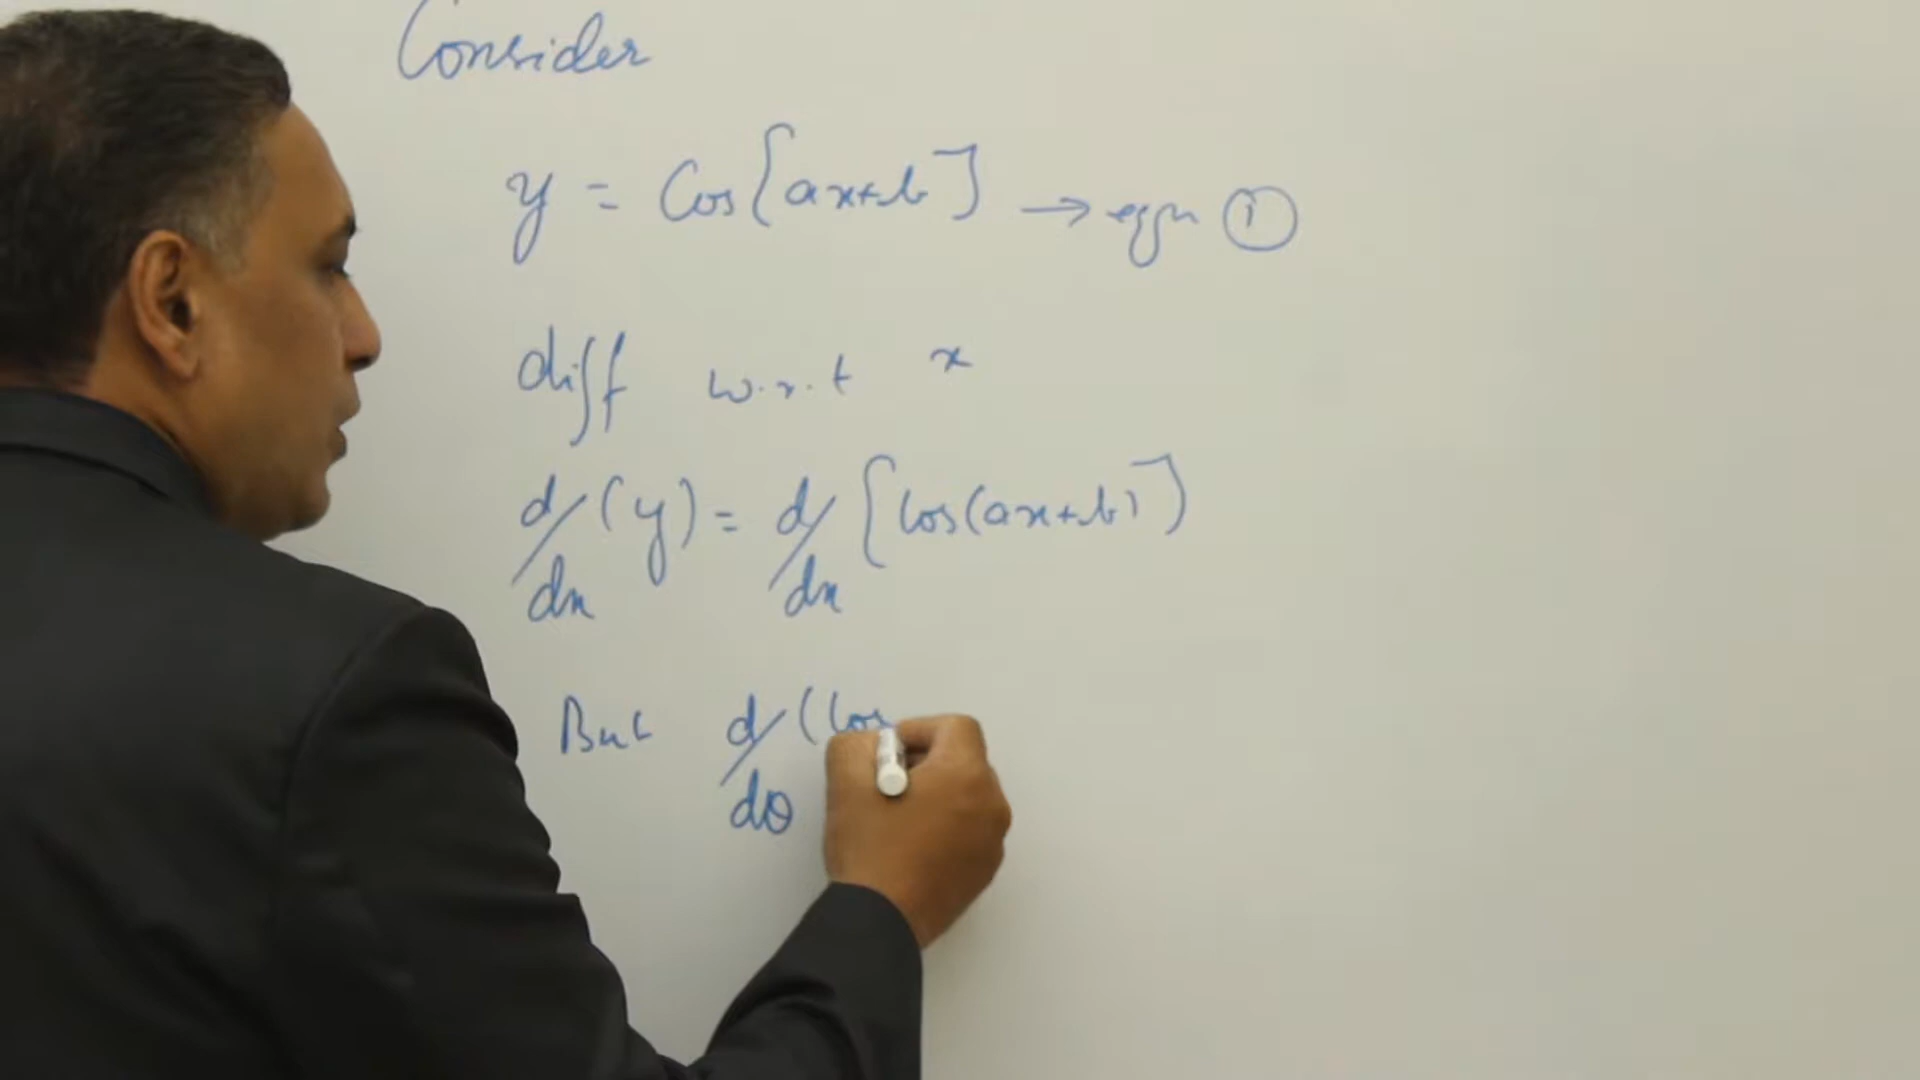 Consider
y = Cos[ax+b] → eqn ①
diff w.r.t x
d/dx (y) = d/dx [Cos(ax+b)]
But d/dθ (Cos